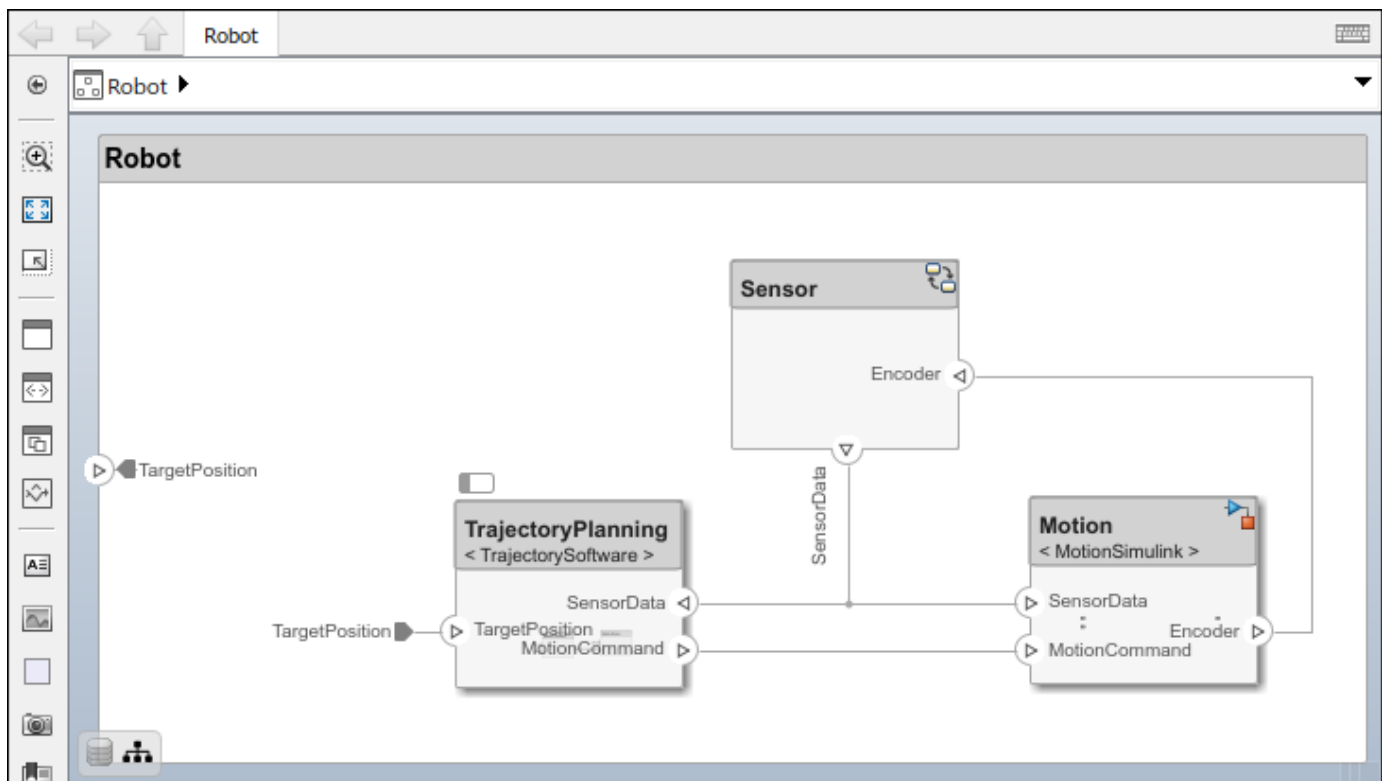 Robot
Robot
Robot
Sensor
Encoder
SensorData
TargetPosition
TrajectoryPlanning
< TrajectorySoftware >
SensorData
TargetPosition
TargetPosition
MotionCommand
Motion
< MotionSimulink >
SensorData
Encoder
MotionCommand